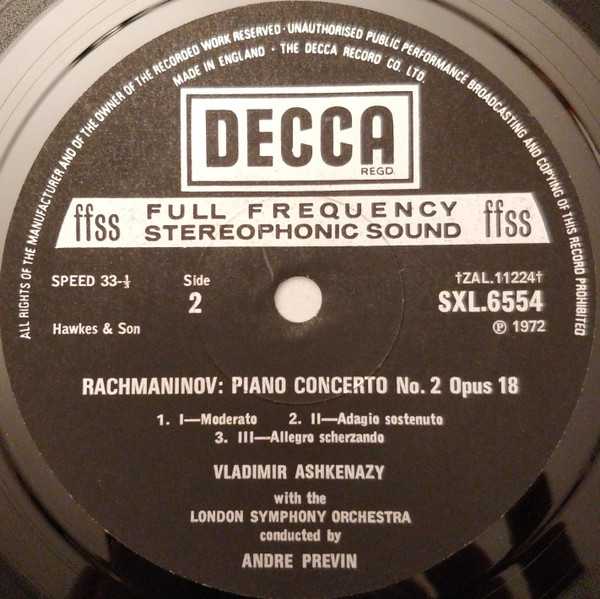 ALL RIGHTS OF THE MANUFACTURER AND OF THE OWNER OF THE RECORDED WORK RESERVED · UNAUTHORISED PUBLIC PERFORMANCE BROADCASTING AND COPYING OF THIS RECORD PROHIBITED
MADE IN ENGLAND · THE DECCA RECORD CO. LTD.
DECCA
REGD.
ffss FULL FREQUENCY STEREOPHONIC SOUND ffss
SPEED 33-⅓
Side
2
†ZAL.11224†
SXL.6554
Hawkes & Son
℗ 1972
RACHMANINOV: PIANO CONCERTO No. 2 Opus 18
1. I—Moderato 2. II—Adagio sostenuto
3. III—Allegro scherzando
VLADIMIR ASHKENAZY
with the
LONDON SYMPHONY ORCHESTRA
conducted by
ANDRE PREVIN